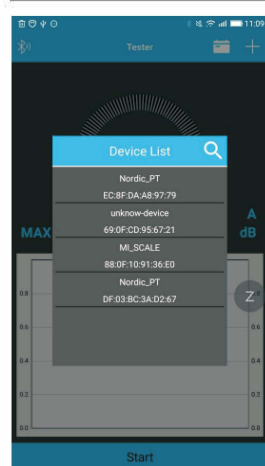 11:09
Tester
Device List
Nordic_PT
EC:8F:DA:A8:97:79
unknow-device
69:0F:CD:95:67:21
MI_SCALE
88:0F:10:91:36:E0
Nordic_PT
DF:03:BC:3A:D2:67
MAX
A
dB
Z
0.8
0.6 0.6
0.4 0.4
0.2 0.2
0.0 0.0
Start